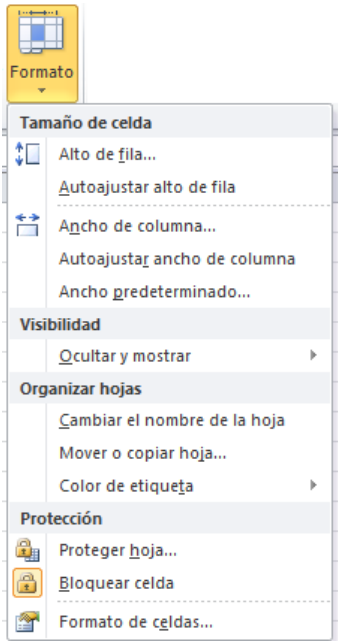 Formato
Tamaño de celda
Alto de fila...
Autoajustar alto de fila
Ancho de columna...
Autoajustar ancho de columna
Ancho predeterminado...
Visibilidad
Ocultar y mostrar
Organizar hojas
Cambiar el nombre de la hoja
Mover o copiar hoja...
Color de etiqueta
Protección
Proteger hoja...
Bloquear celda
Formato de celdas...